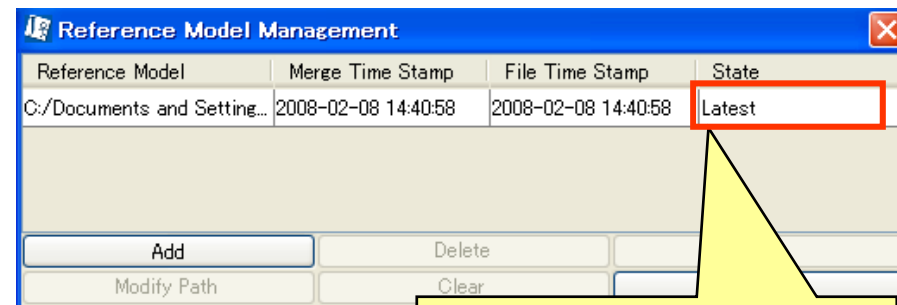 Reference Model Management
Reference Model Merge Time Stamp File Time Stamp State
C:/Documents and Setting... 2008-02-08 14:40:58 2008-02-08 14:40:58 Latest
Add Delete
Modify Path Clear